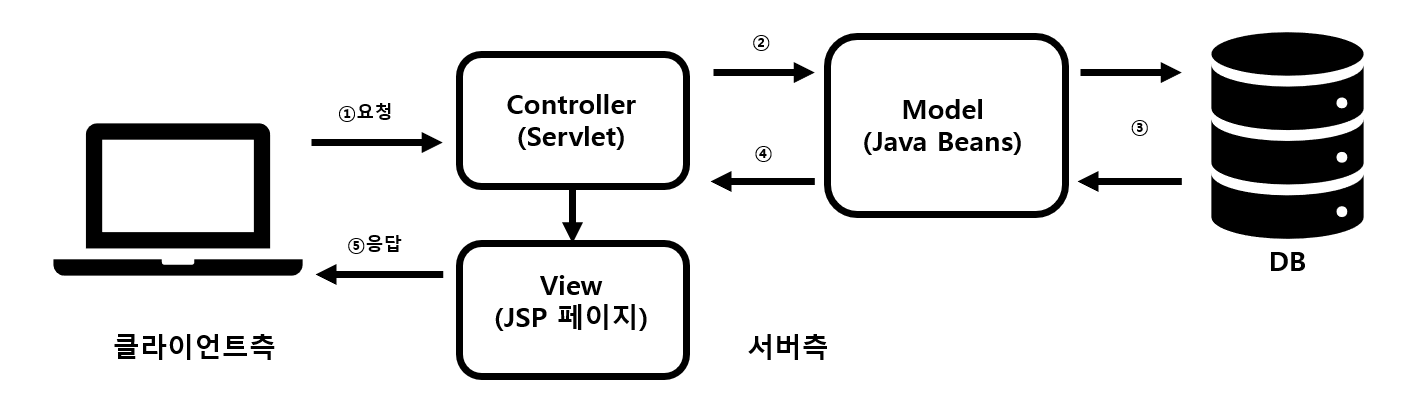 ①요청
Controller
(Servlet)
②
Model
(Java Beans)
③
DB
④
View
(JSP 페이지)
⑤응답
클라이언트측
서버측